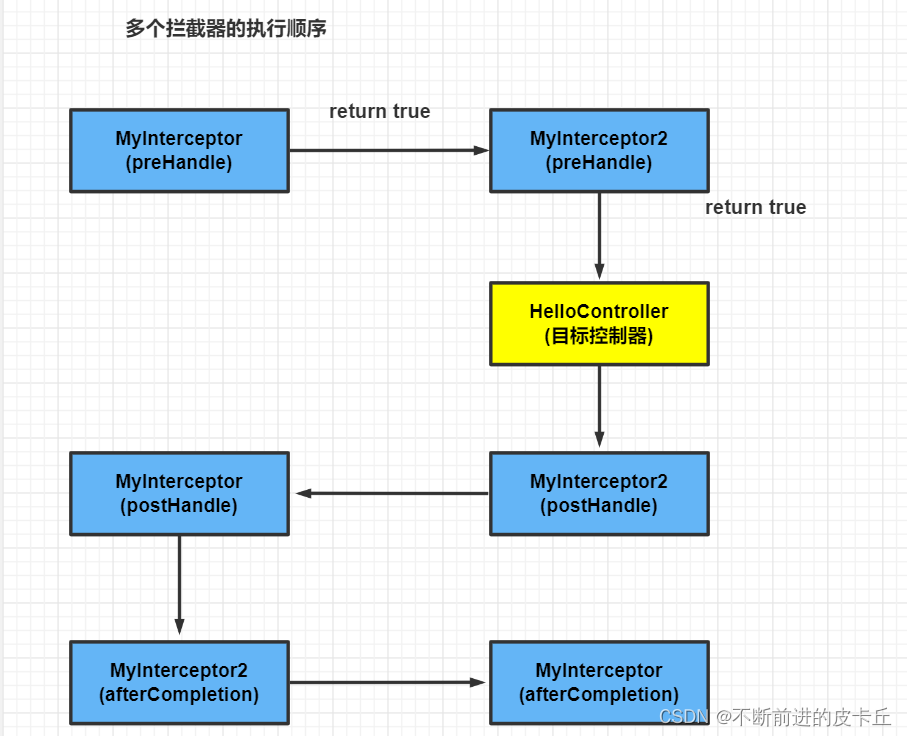 多个拦截器的执行顺序
return true
MyInterceptor
(preHandle)
MyInterceptor2
(preHandle)
return true
HelloController
(目标控制器)
MyInterceptor
(postHandle)
MyInterceptor2
(postHandle)
MyInterceptor2
(afterCompletion)
MyInterceptor
(afterCompletion)
CSDN @不断前进的皮卡丘